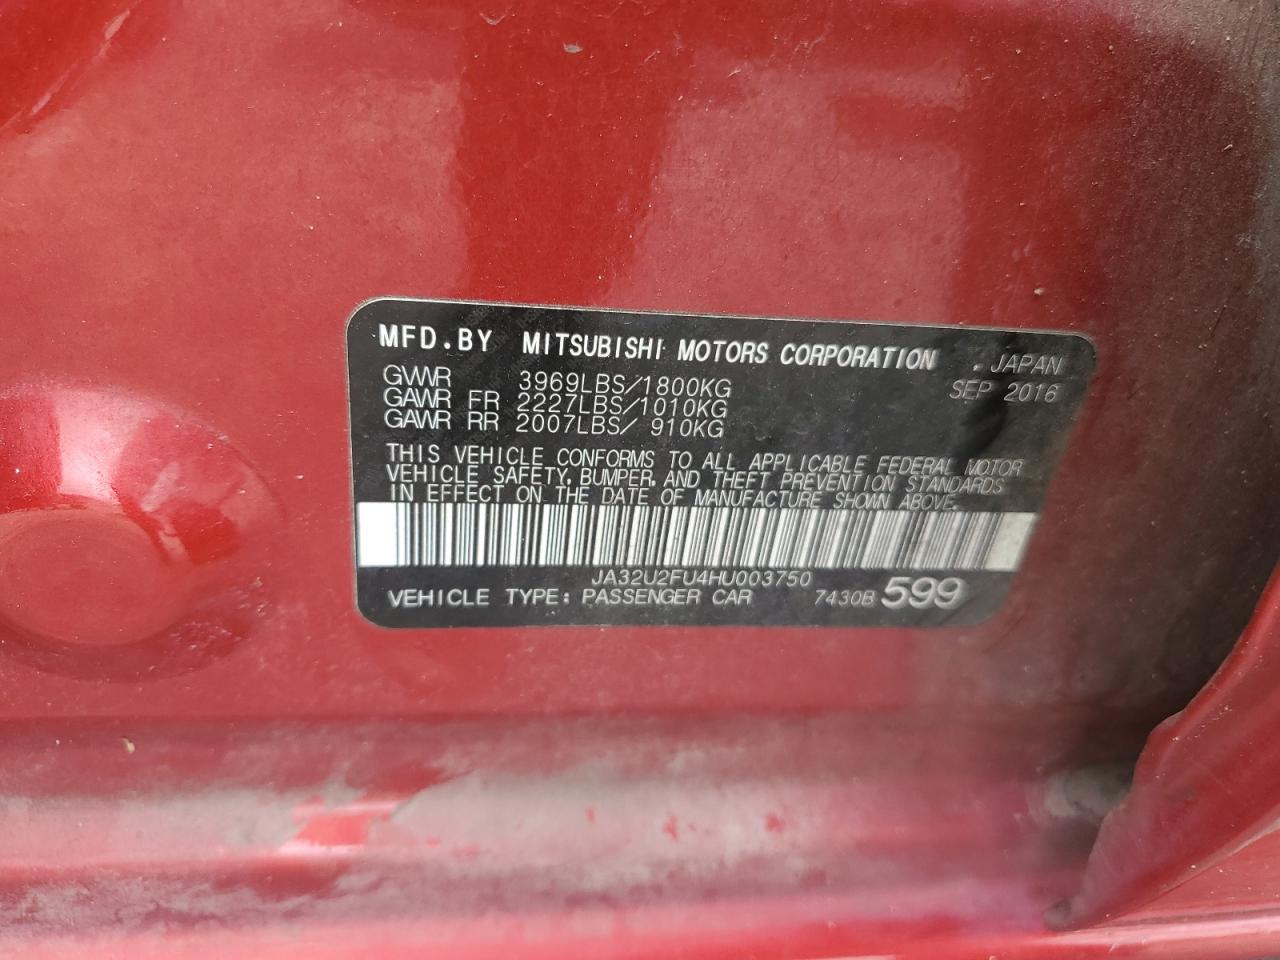 MFD.BY MITSUBISHI MOTORS CORPORATION , JAPAN
GVWR 3969LBS/1800KG SEP 2016
GAWR FR 2227LBS/1010KG
GAWR RR 2007LBS/ 910KG
THIS VEHICLE CONFORMS TO ALL APPLICABLE FEDERAL MOTOR
VEHICLE SAFETY, BUMPER, AND THEFT PREVENTION STANDARDS
IN EFFECT ON THE DATE OF MANUFACTURE SHOWN ABOVE.
JA32U2FU4HU003750
VEHICLE TYPE: PASSENGER CAR 7430B 599